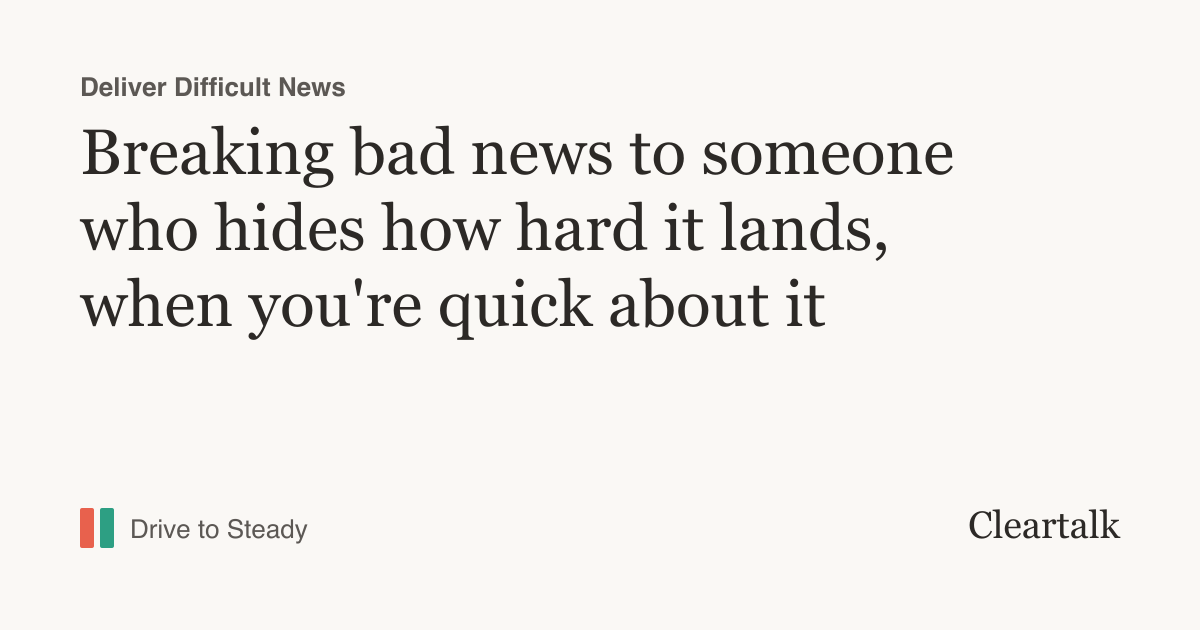 Deliver Difficult News
Breaking bad news to someone
who hides how hard it lands,
when you're quick about it
Drive to Steady
Cleartalk